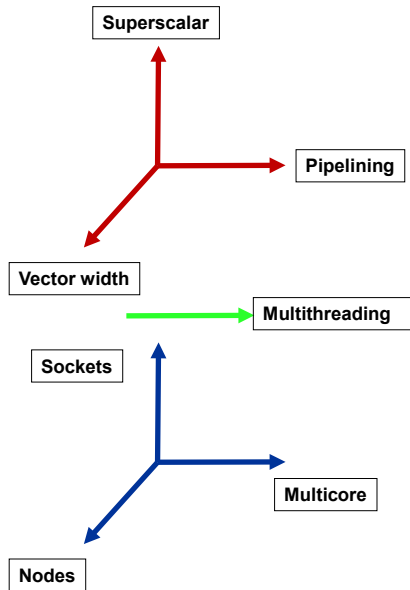 Superscalar
Pipelining
Vector width
Multithreading
Sockets
Multicore
Nodes